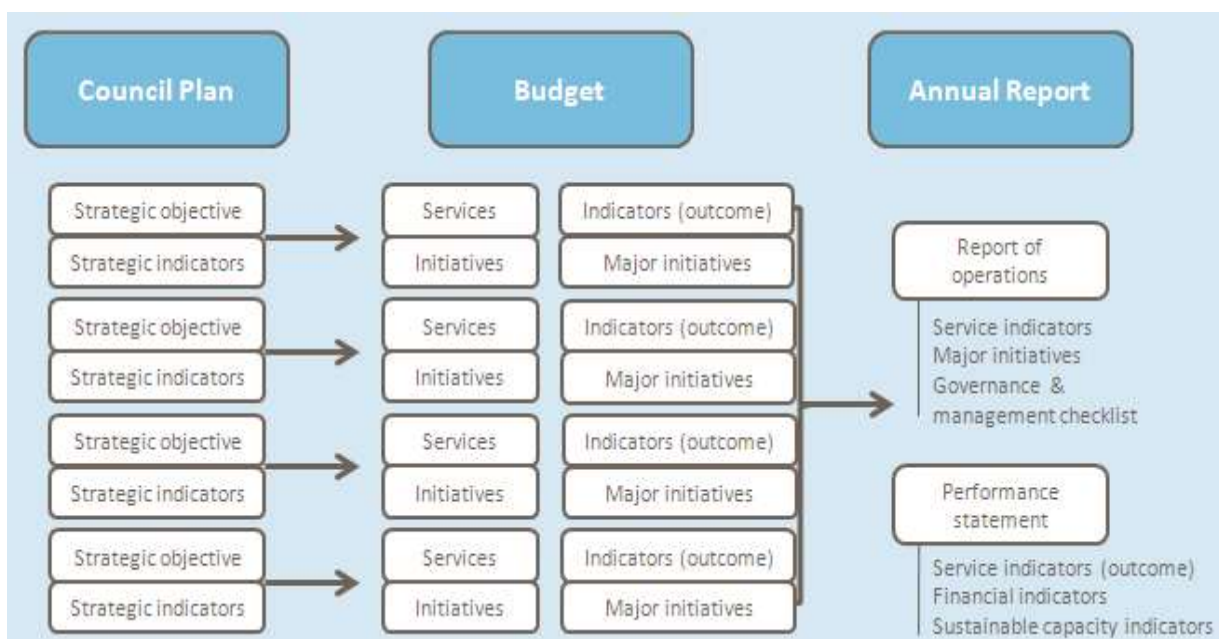 Council Plan
Budget
Annual Report
Strategic objective
Strategic indicators
Services
Initiatives
Indicators (outcome)
Major initiatives
Strategic objective
Strategic indicators
Services
Initiatives
Indicators (outcome)
Major initiatives
Strategic objective
Strategic indicators
Services
Initiatives
Indicators (outcome)
Major initiatives
Strategic objective
Strategic indicators
Services
Initiatives
Indicators (outcome)
Major initiatives
Report of
operations
Service indicators
Major initiatives
Governance &
management checklist
Performance
statement
Service indicators (outcome)
Financial indicators
Sustainable capacity indicators